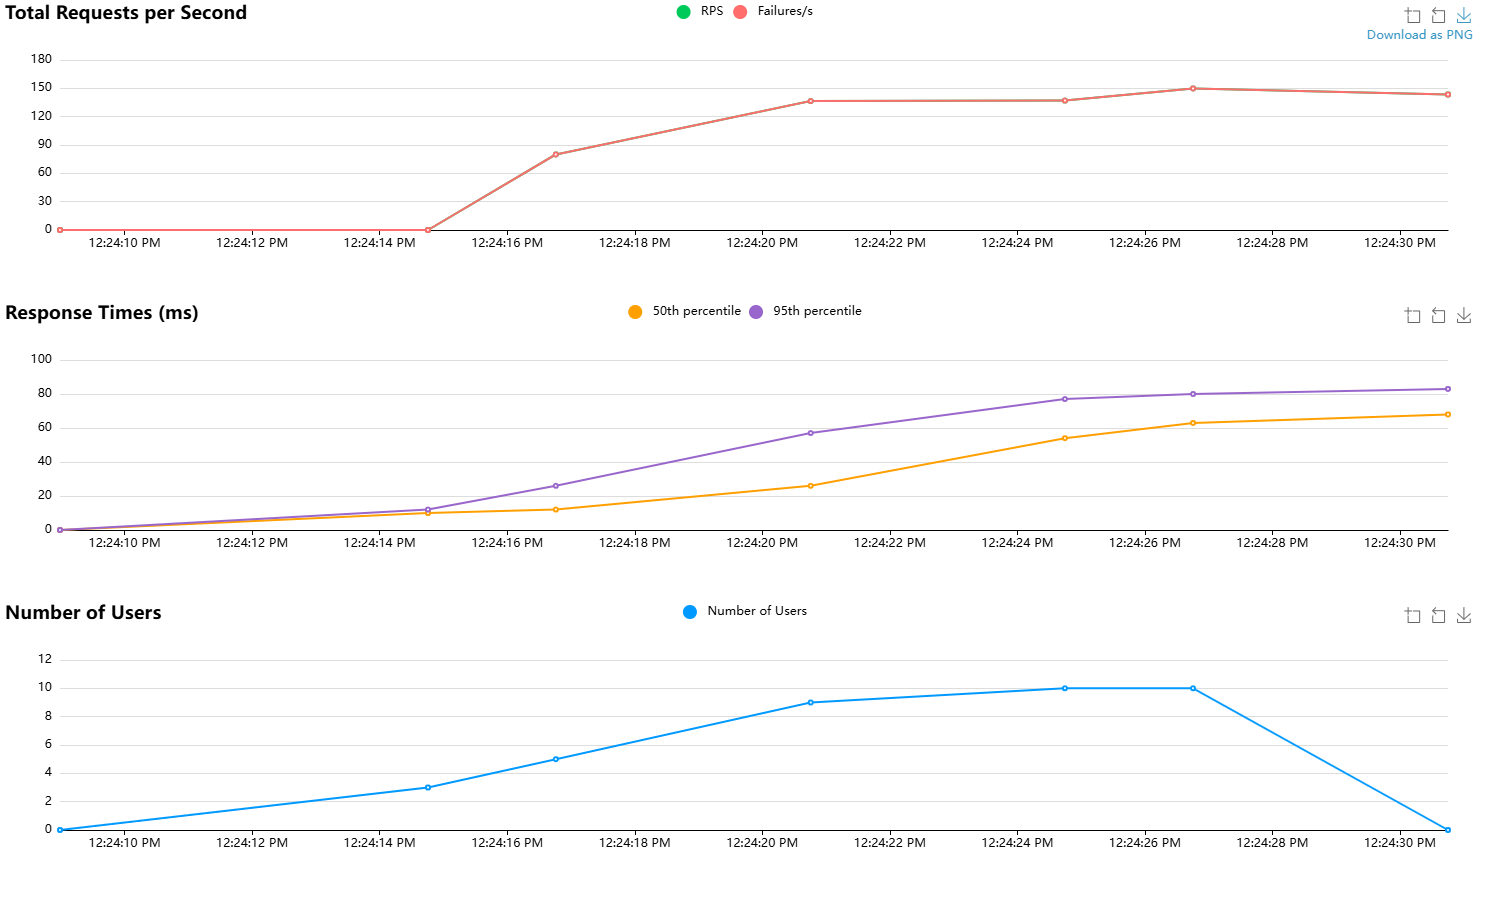 Total Requests per Second
RPS Failures/s
Download as PNG
180
150
120
90
60
30
0
12:24:10 PM 12:24:12 PM 12:24:14 PM 12:24:16 PM 12:24:18 PM 12:24:20 PM 12:24:22 PM 12:24:24 PM 12:24:26 PM 12:24:28 PM 12:24:30 PM
Response Times (ms)
50th percentile 95th percentile
100
80
60
40
20
0
12:24:10 PM 12:24:12 PM 12:24:14 PM 12:24:16 PM 12:24:18 PM 12:24:20 PM 12:24:22 PM 12:24:24 PM 12:24:26 PM 12:24:28 PM 12:24:30 PM
Number of Users
Number of Users
12
10
8
6
4
2
0
12:24:10 PM 12:24:12 PM 12:24:14 PM 12:24:16 PM 12:24:18 PM 12:24:20 PM 12:24:22 PM 12:24:24 PM 12:24:26 PM 12:24:28 PM 12:24:30 PM